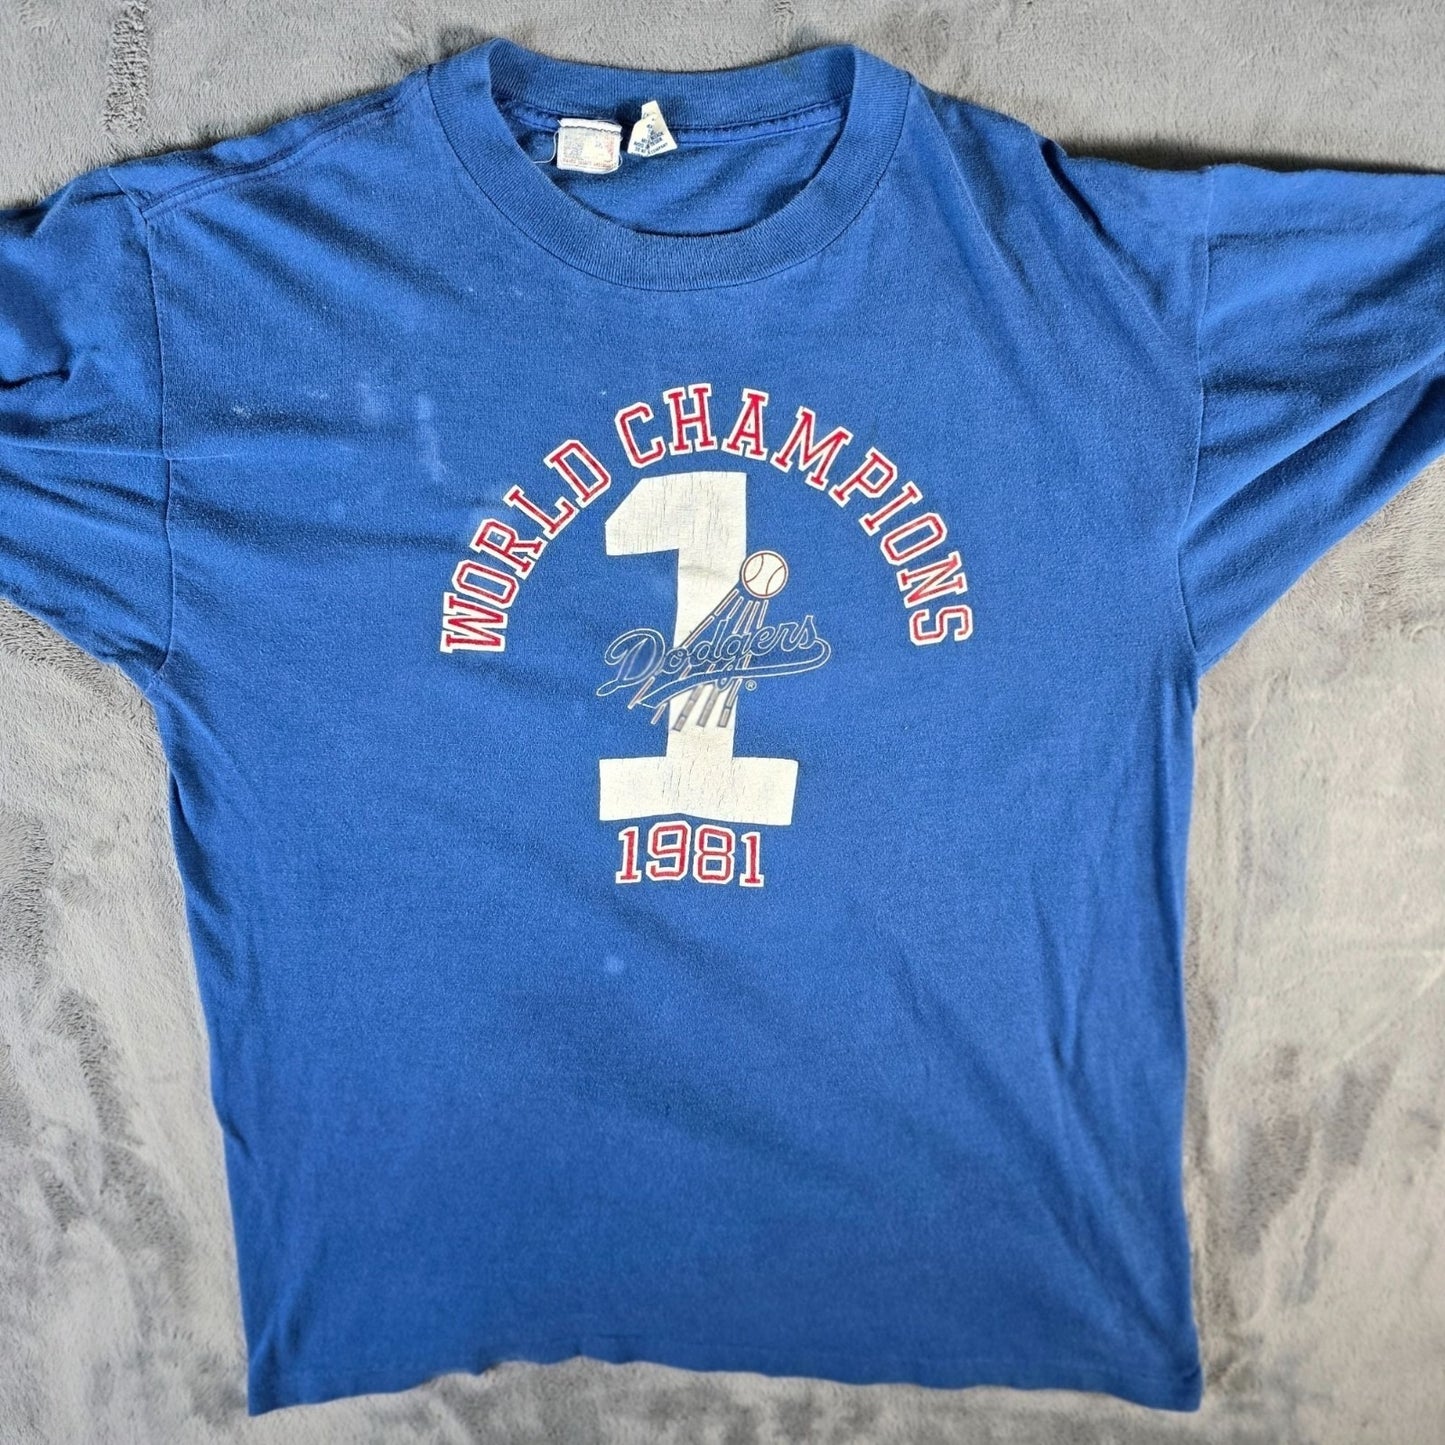 WORLD CHAMPIONS
1
Dodgers
®
1981